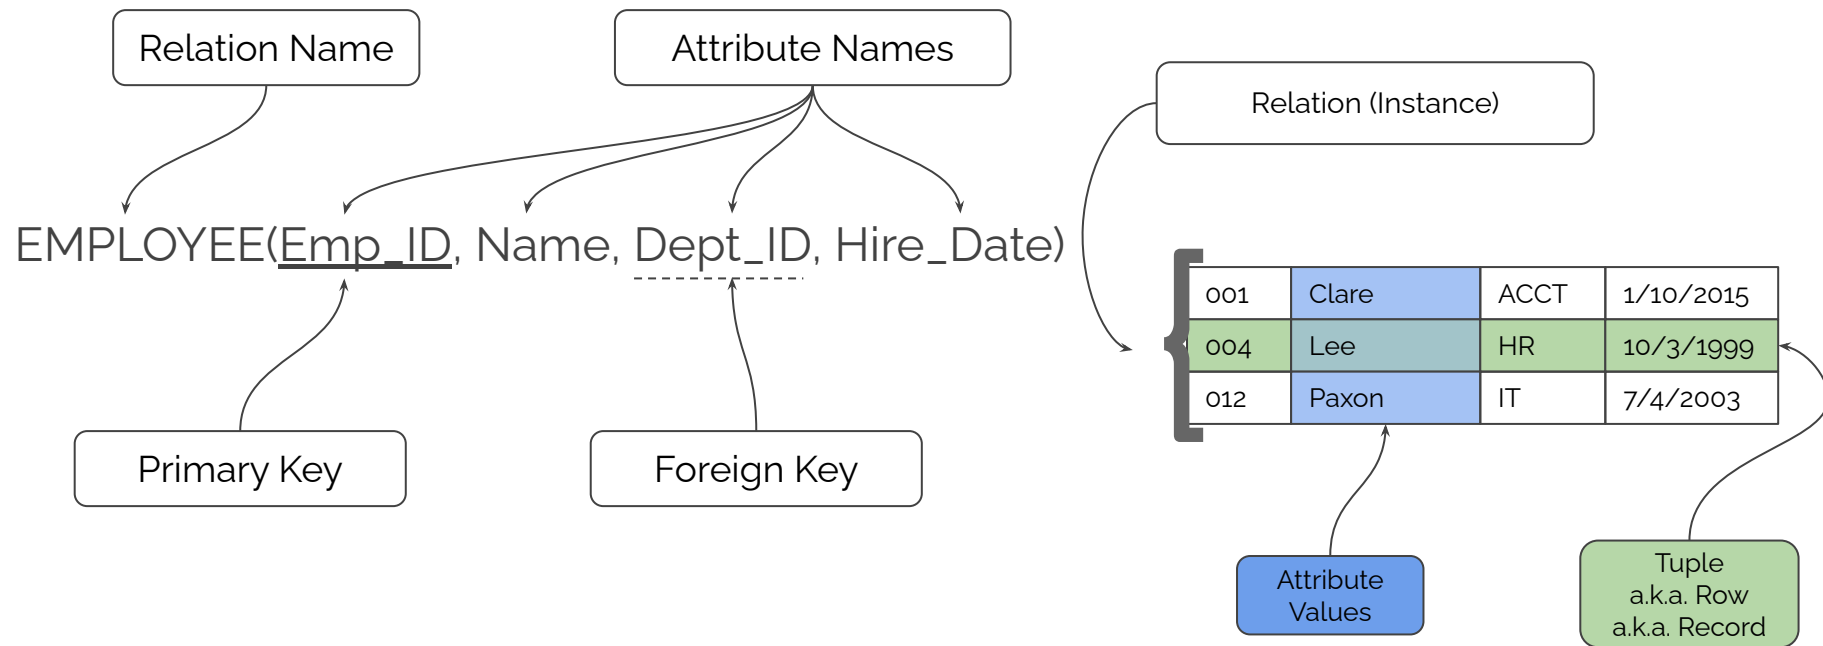 Relation Name
Attribute Names
Relation (Instance)
EMPLOYEE(Emp_ID, Name, Dept_ID, Hire_Date)
001 Clare ACCT 1/10/2015
004 Lee HR 10/3/1999
012 Paxon IT 7/4/2003
Primary Key
Foreign Key
Attribute
Values
Tuple
a.k.a. Row
a.k.a. Record